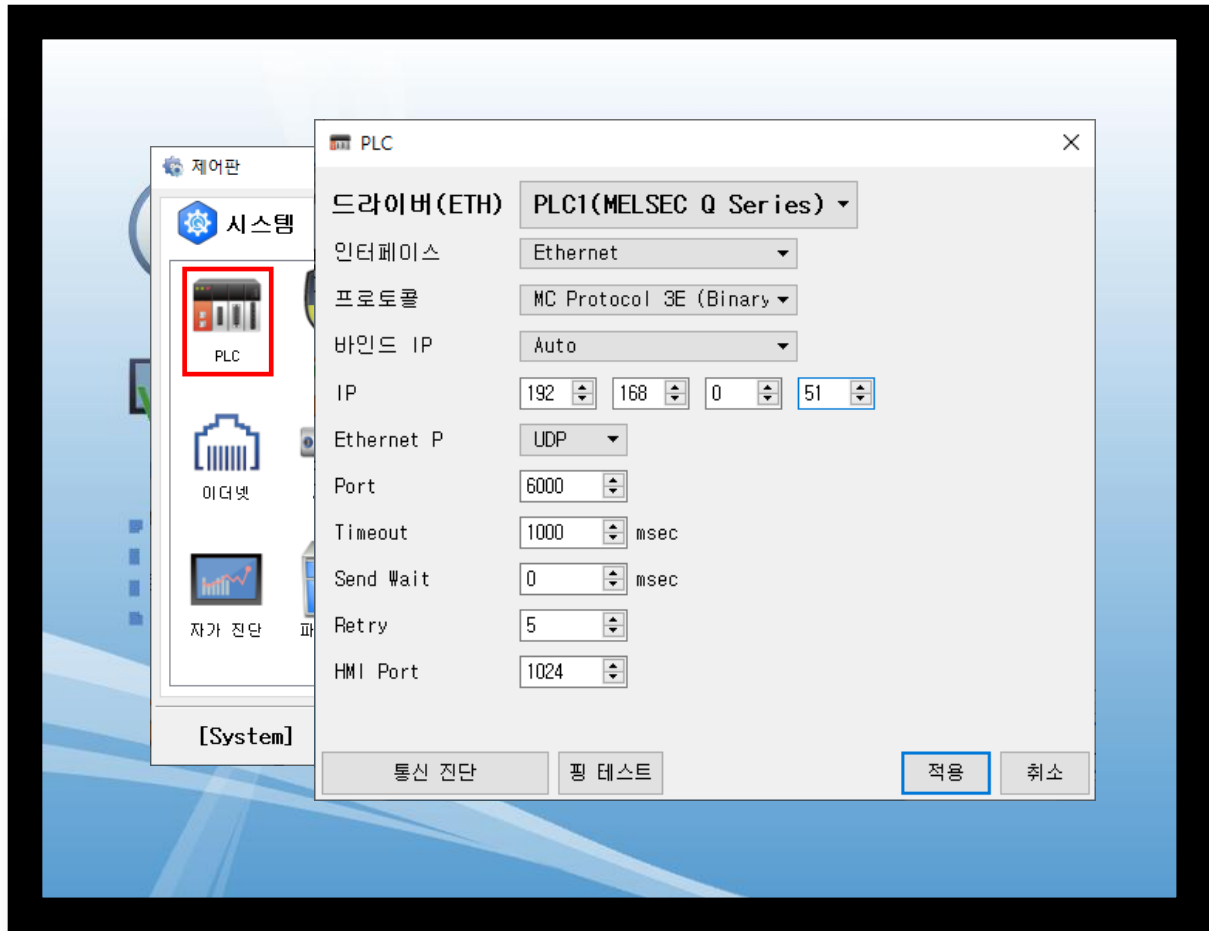 PLC
제어판
드라이버(ETH) PLC1(MELSEC Q Series)
시스템
인터페이스 Ethernet
프로토콜 MC Protocol 3E (Binary
바인드 IP Auto
PLC
IP 192 168 0 51
Ethernet P UDP
Port 6000
이더넷
Timeout 1000 msec
Send Wait 0 msec
자가 진단
Retry 5
HMI Port 1024
[System]
통신 진단 핑 테스트 적용 취소